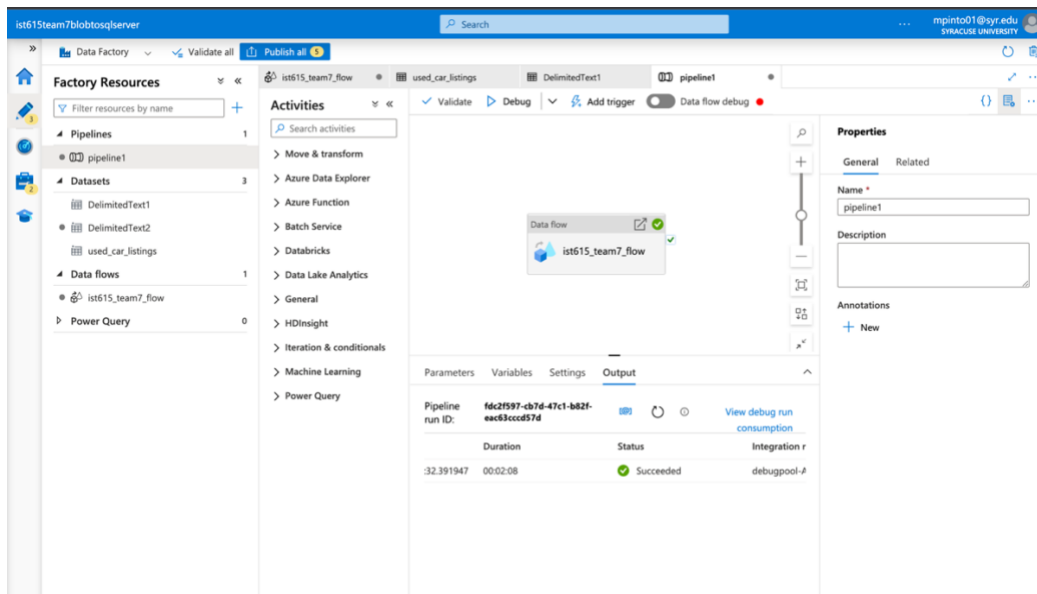 ist615team7blobtosqlserver
Search
...
mpinto01@syr.edu
SYRACUSE UNIVERSITY
Data Factory
Validate all
Publish all 5
Factory Resources
Filter resources by name
Pipelines 1
pipeline1
Datasets 3
DelimitedText1
DelimitedText2
used_car_listings
Data flows 1
ist615_team7_flow
Power Query 0
3
2
ist615_team7_flow
used_car_listings
DelimitedText1
pipeline1
Activities
Search activities
Move & transform
Azure Data Explorer
Azure Function
Batch Service
Databricks
Data Lake Analytics
General
HDInsight
Iteration & conditionals
Machine Learning
Power Query
Validate Debug Add trigger Data flow debug
Data flow
ist615_team7_flow
Parameters Variables Settings Output
Pipeline run ID:
fdc2f597-cb7d-47c1-b82f-
eac63cccd57d
View debug run
consumption
Duration Status Integration r
:32.391947 00:02:08 Succeeded debugpool-A
Properties
General Related
Name *
pipeline1
Description
Annotations
New